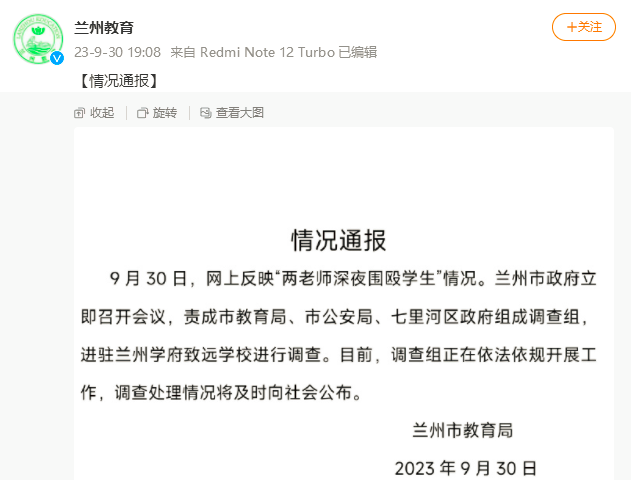 兰州教育
+关注
23-9-30 19:08 来自 Redmi Note 12 Turbo 已编辑
【情况通报】
收起 旋转 查看大图
情况通报
9 月 30 日，网上反映“两老师深夜围殴学生”情况。兰州市政府立
即召开会议，责成市教育局、市公安局、七里河区政府组成调查组，
进驻兰州学府致远学校进行调查。目前，调查组正在依法依规开展工
作，调查处理情况将及时向社会公布。
兰州市教育局
2023 年 9 月 30 日